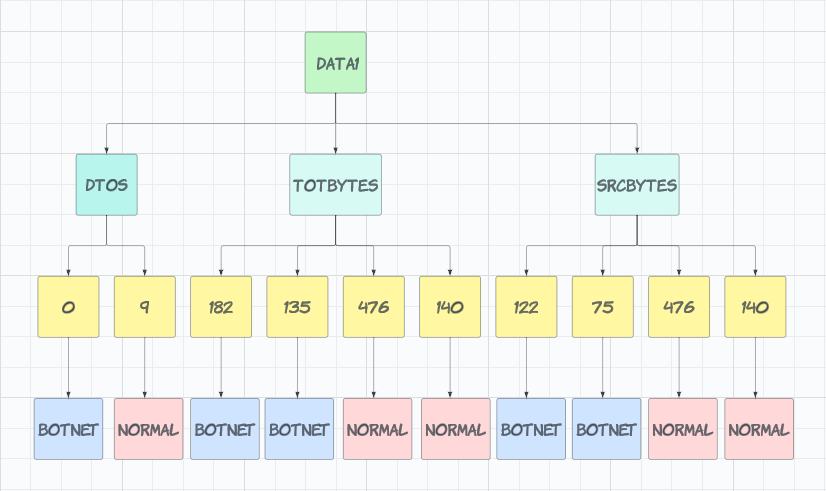 DATA1
DTOS
TOTBYTES
SRCBYTES
0
9
182
135
476
140
122
75
476
140
BOTNET
NORMAL
BOTNET
BOTNET
NORMAL
NORMAL
BOTNET
BOTNET
NORMAL
NORMAL